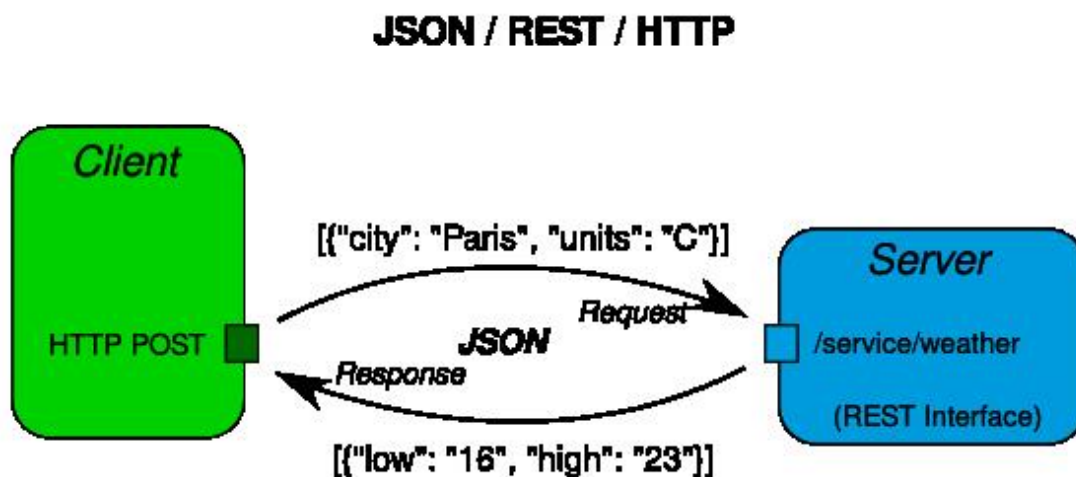 JSON / REST / HTTP
Client
[{"city": "Paris", "units": "C"}]
Server
Request
HTTP POST
JSON
/service/weather
Response
(REST Interface)
[{"low": "16", "high": "23"}]